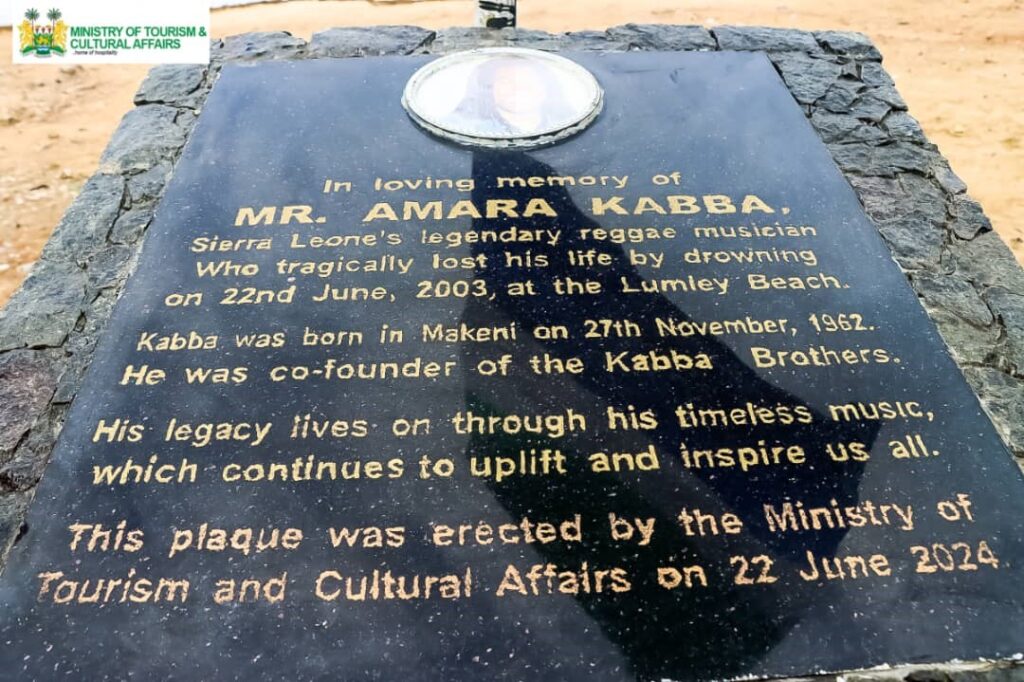 MINISTRY OF TOURISM &
CULTURAL AFFAIRS
..home of hospitality
In loving memory of
MR. AMARA KABBA,
Sierra Leone's legendary reggae musician
Who tragically lost his life by drowning
on 22nd June, 2003, at the Lumley Beach.
Kabba was born in Makeni on 27th November, 1962.
He was co-founder of the Kabba Brothers.
His legacy lives on through his timeless music,
which continues to uplift and inspire us all.
This plaque was erected by the Ministry of
Tourism and Cultural Affairs on 22 June 2024